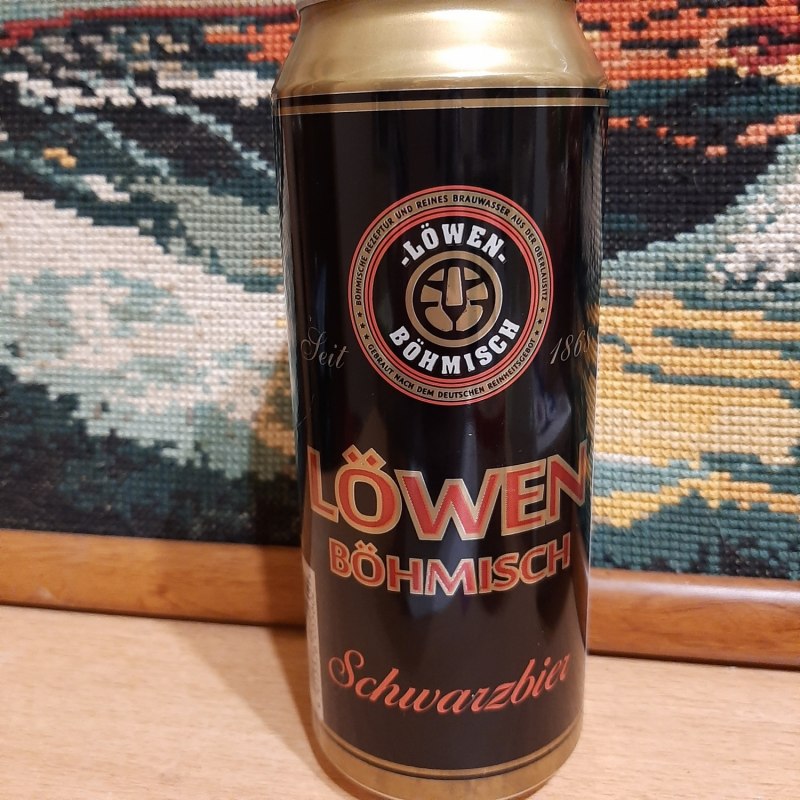 BÖHMISCHE REZEPTUR UND REINES BRAUWASSER AUS DER OBERLAUSITZ
-LÖWEN-
BÖHMISCH
GEBRAUT NACH DEM DEUTSCHEN REINHEITSGEBOT
Seit
LÖWEN
BÖHMISCH
Schwarzbier